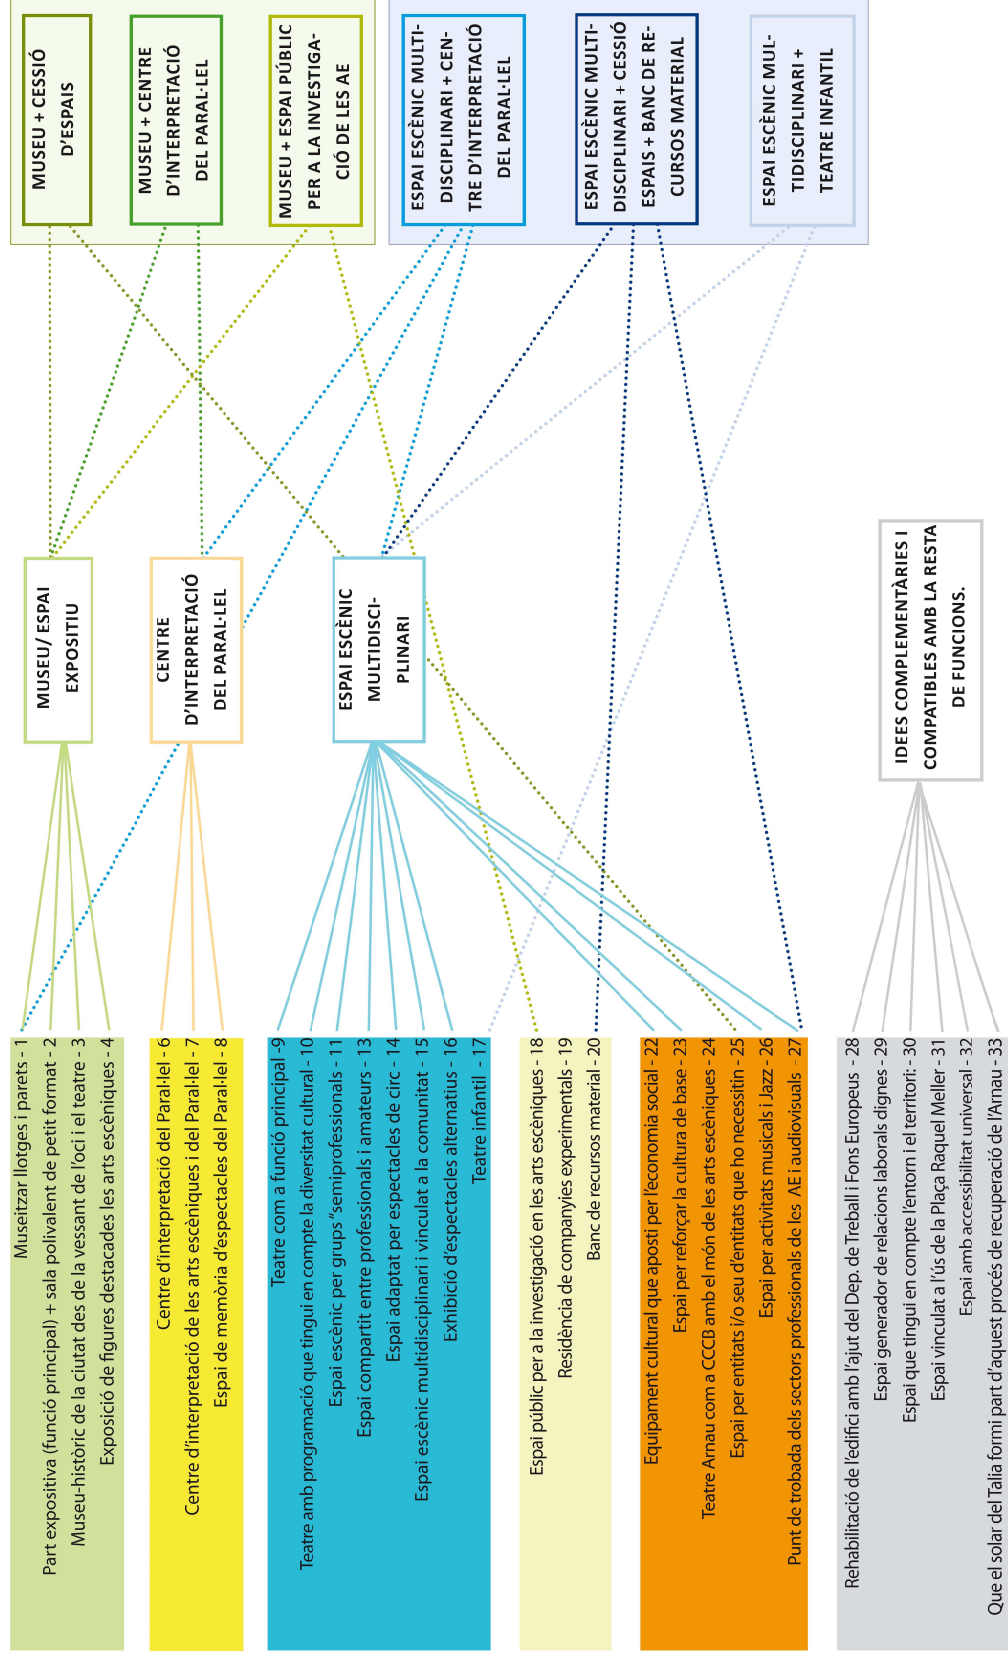 Museïtzar llotges i parets - 1
Part expositiva (funció principal) + sala polivalent de petit format - 2
Museu-històric de la ciutat des de la vessant de l'oci i el teatre - 3
Exposició de figures destacades les arts escèniques - 4
Centre d'interpretació del Paral·lel - 6
Centre d'interpretació de les arts escèniques i del Paral·lel - 7
Espai de memòria d'espectacles del Paral·lel - 8
Teatre com a funció principal -9
Teatre amb programació que tingui en compte la diversitat cultural - 10
Espai escènic per grups "semiprofessionals - 11
Espai compartit entre professionals i amateurs - 13
Espai adaptat per espectacles de circ - 14
Espai escènic multidisciplinari i vinculat a la comunitat - 15
Exhibició d'espectacles alternatius - 16
Teatre infantil - 17
Espai públic per a la investigació en les arts escèniques - 18
Residència de companyies experimentals - 19
Banc de recursos material - 20
Equipament cultural que aposti per l'economia social - 22
Espai per reforçar la cultura de base - 23
Teatre Arnau com a CCCB amb el món de les arts escèniques - 24
Espai per entitats i/o seu d'entitats que ho necessitin - 25
Espai per activitats musicals i Jazz - 26
Punt de trobada dels sectors professionals de les AE i audiovisuals - 27
Rehabilitació de l'edifici amb l'ajut del Dep. de Treball i Fons Europeus - 28
Espai generador de relacions laborals dignes - 29
Espai que tingui en compte l'entorn i el territori: - 30
Espai vinculat a l'ús de la Plaça Raquel Meller - 31
Espai amb accessibilitat universal - 32
Que el solar del Talia formi part d'aquest procés de recuperació de l'Arnau - 33
MUSEU/ ESPAI
EXPOSITIU
CENTRE
D'INTERPRETACIÓ
DEL PARAL·LEL
ESPAI ESCÈNIC
MULTIDISCI-
PLINARI
IDEES COMPLEMENTÀRIES I
COMPATIBLES AMB LA RESTA
DE FUNCIONS.
MUSEU + CESSIÓ
D'ESPAIS
MUSEU + CENTRE
D'INTERPRETACIÓ
DEL PARAL·LEL
MUSEU + ESPAI PÚBLIC
PER A LA INVESTIGA-
CIÓ DE LES AE
ESPAI ESCÈNIC MULTI-
DISCIPLINARI + CEN-
TRE D'INTERPRETACIÓ
DEL PARAL·LEL
ESPAI ESCÈNIC MULTI-
DISCIPLINARI + CESSIÓ
ESPAIS + BANC DE RE-
CURSOS MATERIAL
ESPAI ESCÈNIC MUL-
TIDISCIPLINARI +
TEATRE INFANTIL